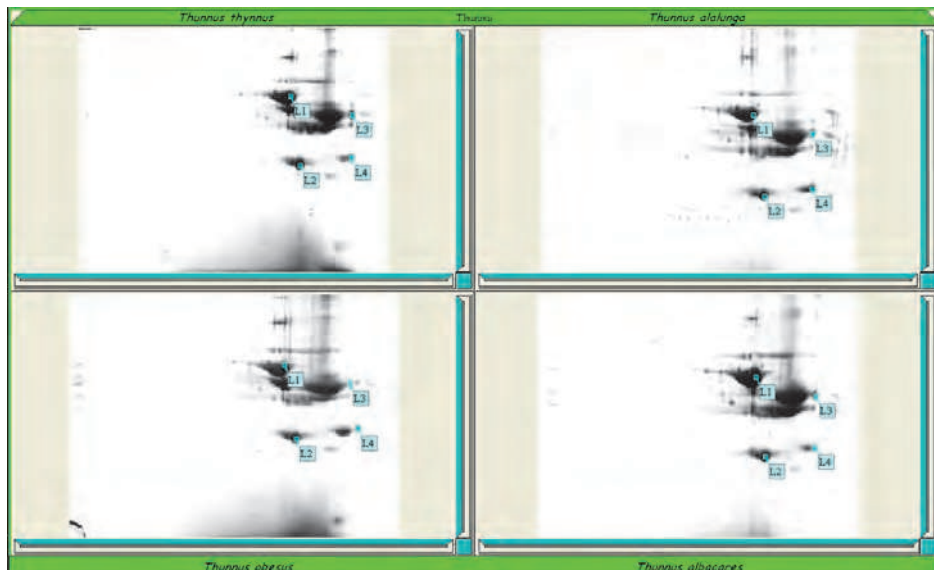 Thunnus thynnus
Thunnus
Thunnus alalunga
L1
L3
L2
L4
L1
L3
L2
L4
L1
L3
L2
L4
L1
L3
L2
L4
Thunnus obesus
Thunnus albacares